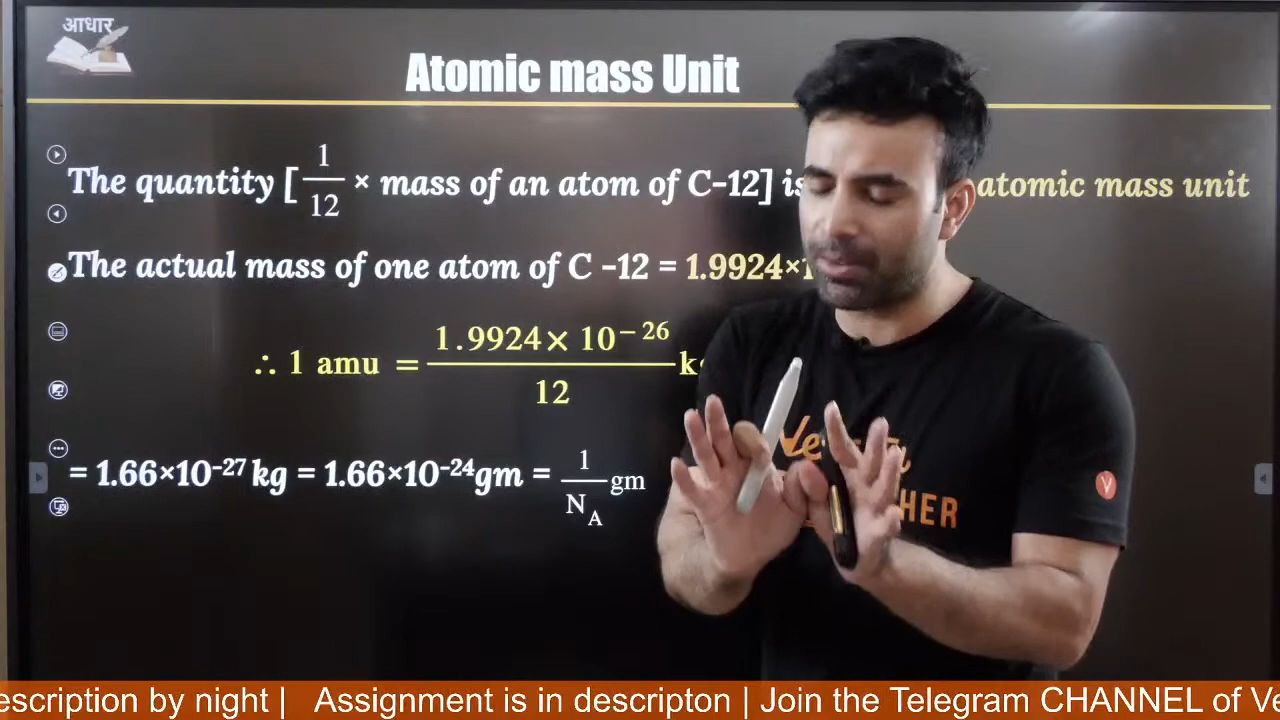 आधार
Atomic mass Unit
The quantity [ 1/12 × mass of an atom of C-12] is atomic mass unit
The actual mass of one atom of C -12 = 1.9924×1
∴ 1 amu = 1.9924× 10⁻²⁶/12 k
= 1.66×10⁻²⁷ kg = 1.66×10⁻²⁴gm = 1/N_A gm
HER
V
escription by night | Assignment is in descripton | Join the Telegram CHANNEL of Ve